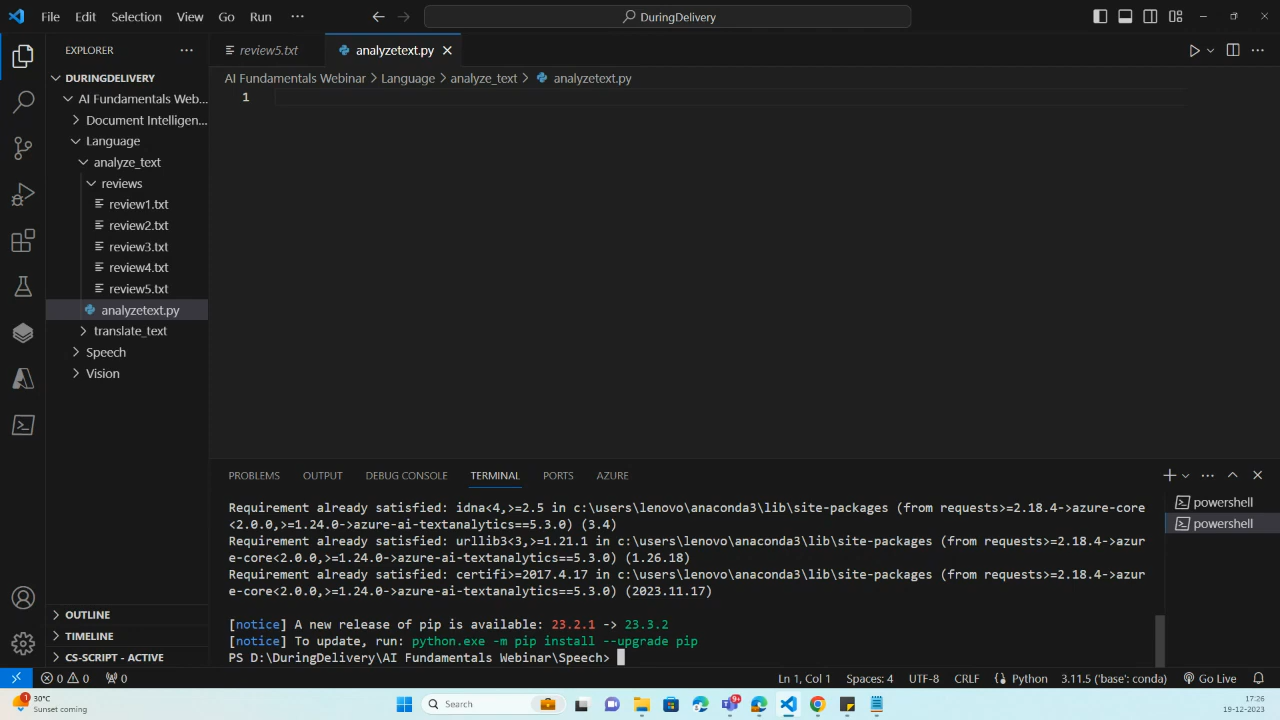 File Edit Selection View Go Run ···
DuringDelivery
EXPLORER ···
DURINGDELIVERY
AI Fundamentals Web...
Document Intelligen...
Language
analyze_text
reviews
review1.txt
review2.txt
review3.txt
review4.txt
review5.txt
analyzetext.py
translate_text
Speech
Vision
OUTLINE
TIMELINE
CS-SCRIPT - ACTIVE
review5.txt
analyzetext.py
AI Fundamentals Webinar > Language > analyze_text > analyzetext.py
1
PROBLEMS OUTPUT DEBUG CONSOLE TERMINAL PORTS AZURE
Requirement already satisfied: idna<4,>=2.5 in c:\users\lenovo\anaconda3\lib\site-packages (from requests>=2.18.4->azure-core
<2.0.0,>=1.24.0->azure-ai-textanalytics==5.3.0) (3.4)
Requirement already satisfied: urllib3<3,>=1.21.1 in c:\users\lenovo\anaconda3\lib\site-packages (from requests>=2.18.4->azur
e-core<2.0.0,>=1.24.0->azure-ai-textanalytics==5.3.0) (1.26.18)
Requirement already satisfied: certifi>=2017.4.17 in c:\users\lenovo\anaconda3\lib\site-packages (from requests>=2.18.4->azur
e-core<2.0.0,>=1.24.0->azure-ai-textanalytics==5.3.0) (2023.11.17)
[notice] A new release of pip is available: 23.2.1 -> 23.3.2
[notice] To update, run: python.exe -m pip install --upgrade pip
PS D:\DuringDelivery\AI Fundamentals Webinar\Speech>
powershell
powershell
0 0 0
Ln 1, Col 1 Spaces: 4 UTF-8 CRLF Python 3.11.5 ('base': conda) Go Live
1
30°C
Sunset coming
Search
9+
17:26
19-12-2023